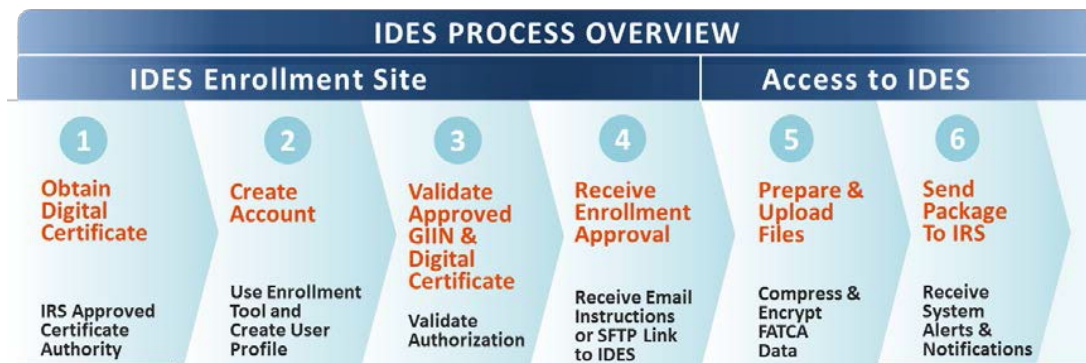 IDES PROCESS OVERVIEW
IDES Enrollment Site
Access to IDES
1
Obtain
Digital
Certificate
IRS Approved
Certificate
Authority
2
Create
Account
Use Enrollment
Tool and
Create User
Profile
3
Validate
Approved
GIIN &
Digital
Certificate
Validate
Authorization
4
Receive
Enrollment
Approval
Receive Email
Instructions
or SFTP Link
to IDES
5
Prepare &
Upload
Files
Compress &
Encrypt
FATCA
Data
6
Send
Package
To IRS
Receive
System
Alerts &
Notifications